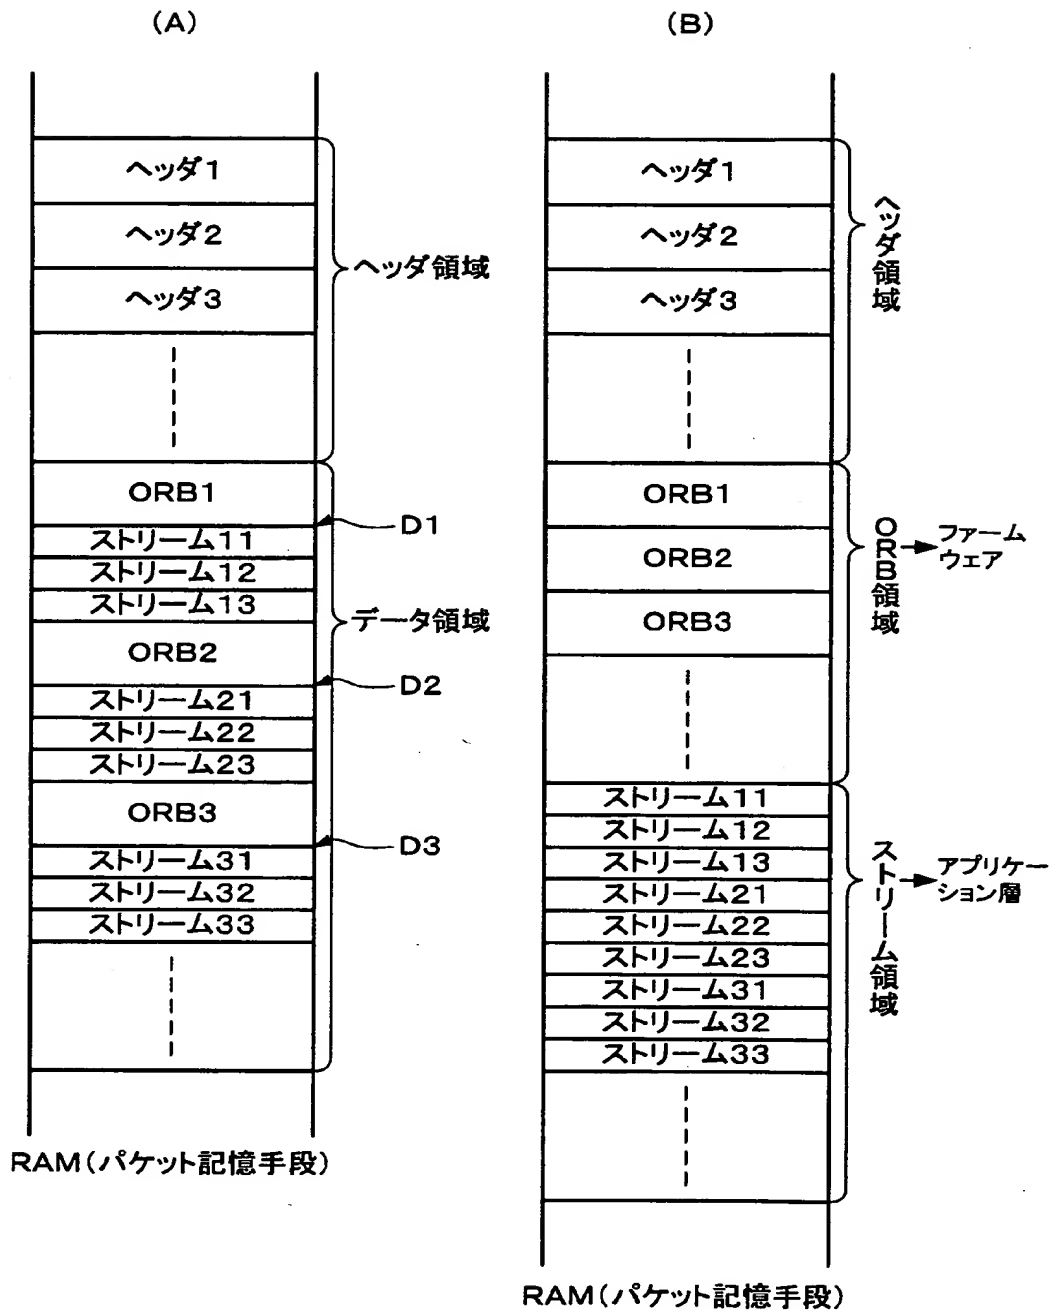 (A)
ヘッダ1
ヘッダ2
ヘッダ3
ヘッダ領域
ORB1
D1
ストリーム11
ストリーム12
ストリーム13
データ領域
ORB2
D2
ストリーム21
ストリーム22
ストリーム23
ORB3
D3
ストリーム31
ストリーム32
ストリーム33
RAM(パケット記憶手段)
(B)
ヘッダ1
ヘッダ2
ヘッダ3
ヘッダ領域
ORB1
ORB2
ORB3
ORB領域
ファーム
ウェア
ストリーム11
ストリーム12
ストリーム13
ストリーム21
ストリーム22
ストリーム23
ストリーム31
ストリーム32
ストリーム33
ストリーム領域
アプリケー
ション層
RAM(パケット記憶手段)